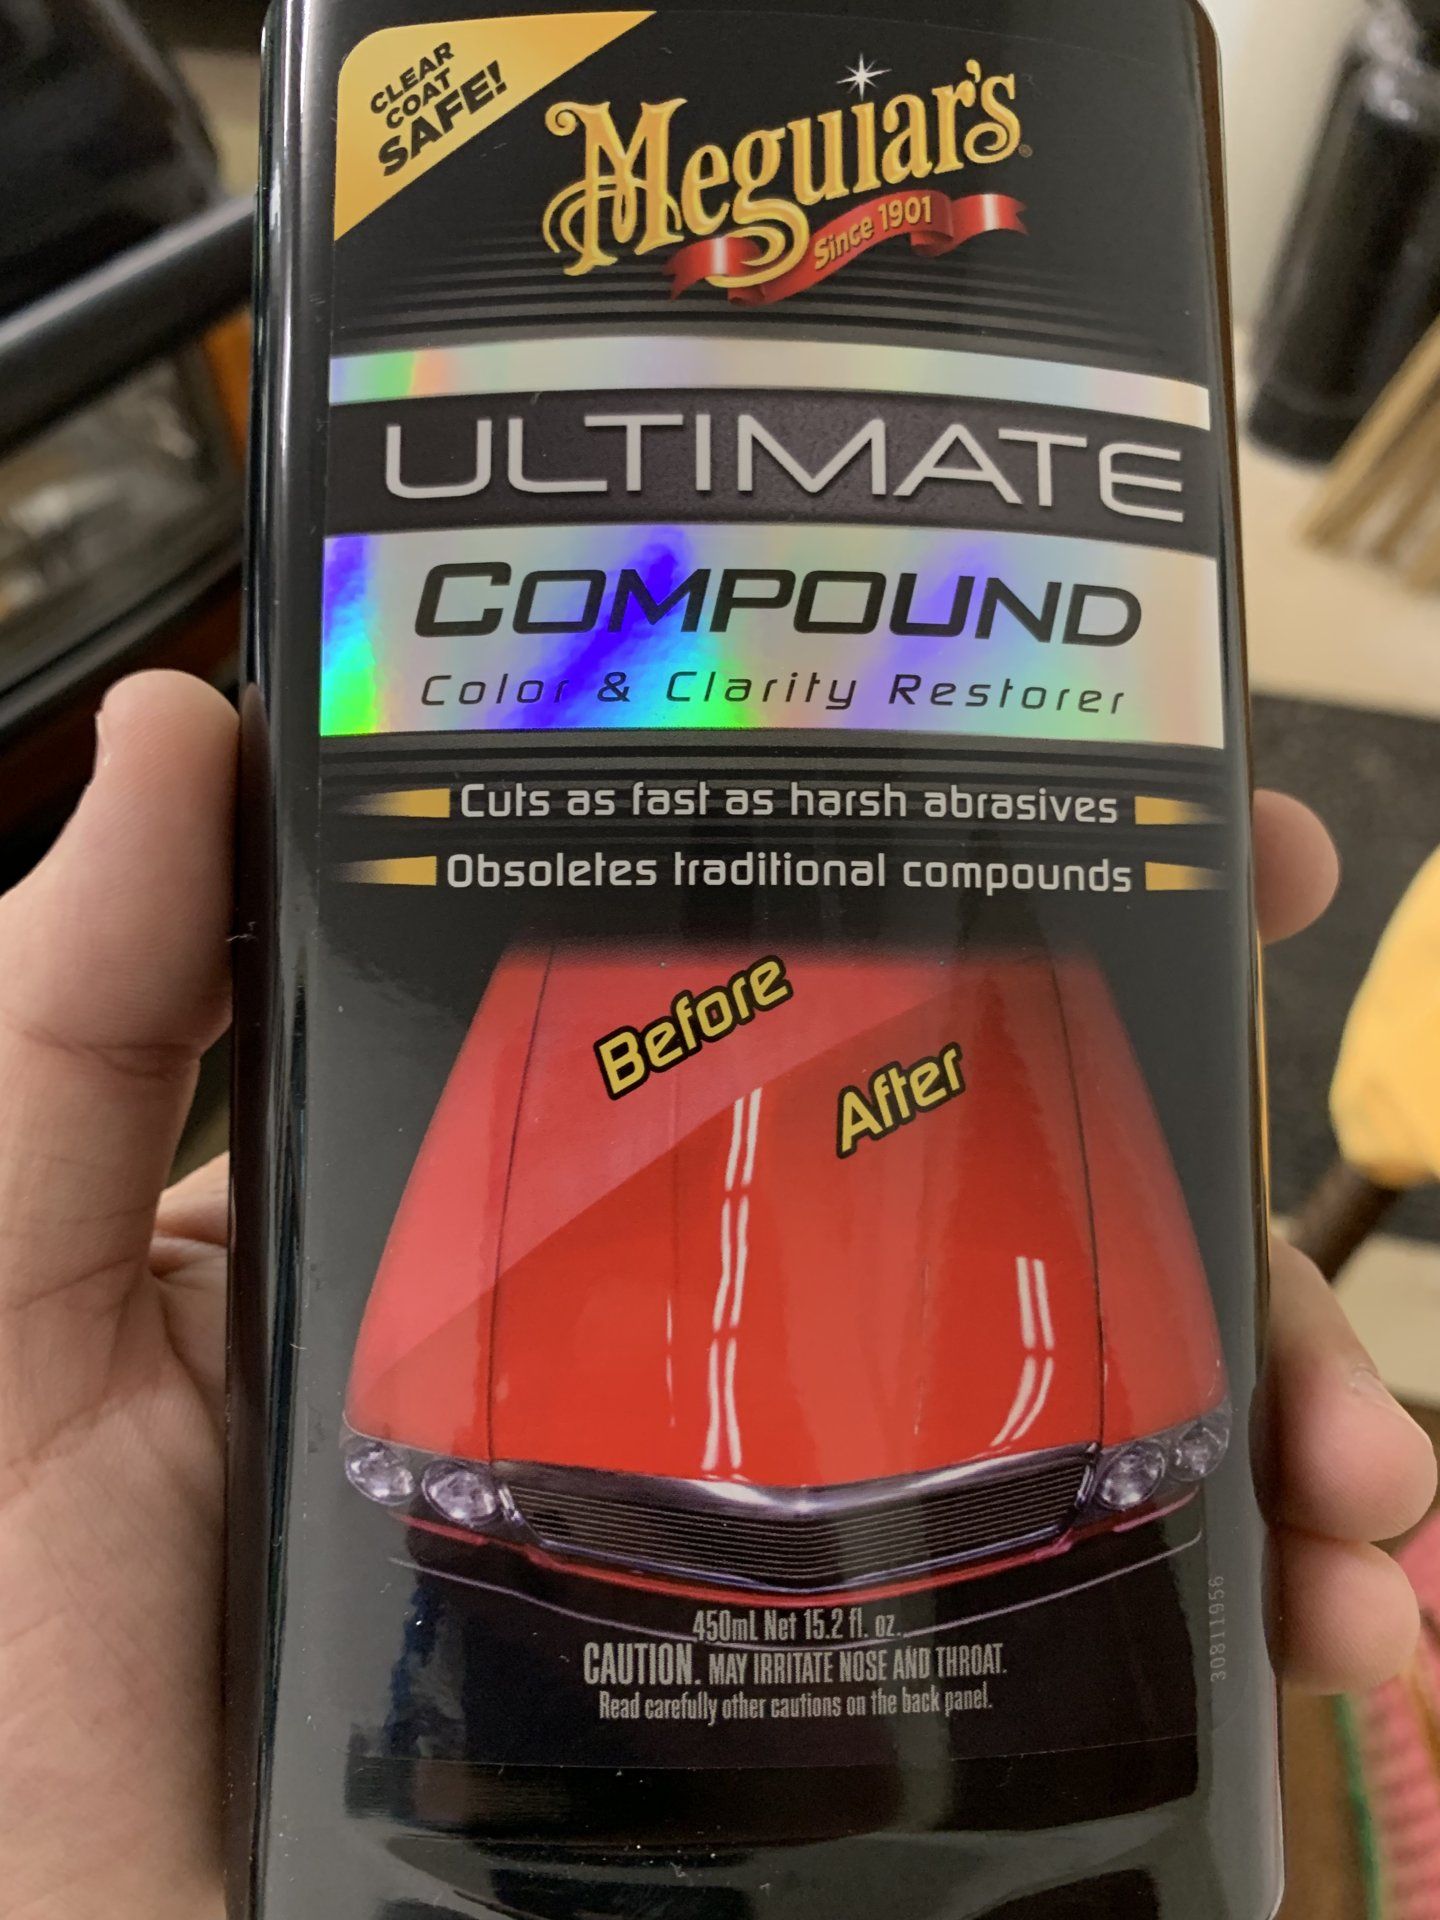 CLEAR
COAT
SAFE!
Meguiar's
Since 1901
ULTIMATE
COMPOUND
Color & Clarity Restorer
Cuts as fast as harsh abrasives
Obsoletes traditional compounds
Before
After
450mL Net 15.2 fl. oz.
CAUTION. MAY IRRITATE NOSE AND THROAT.
Read carefully other cautions on the back panel.
30811956